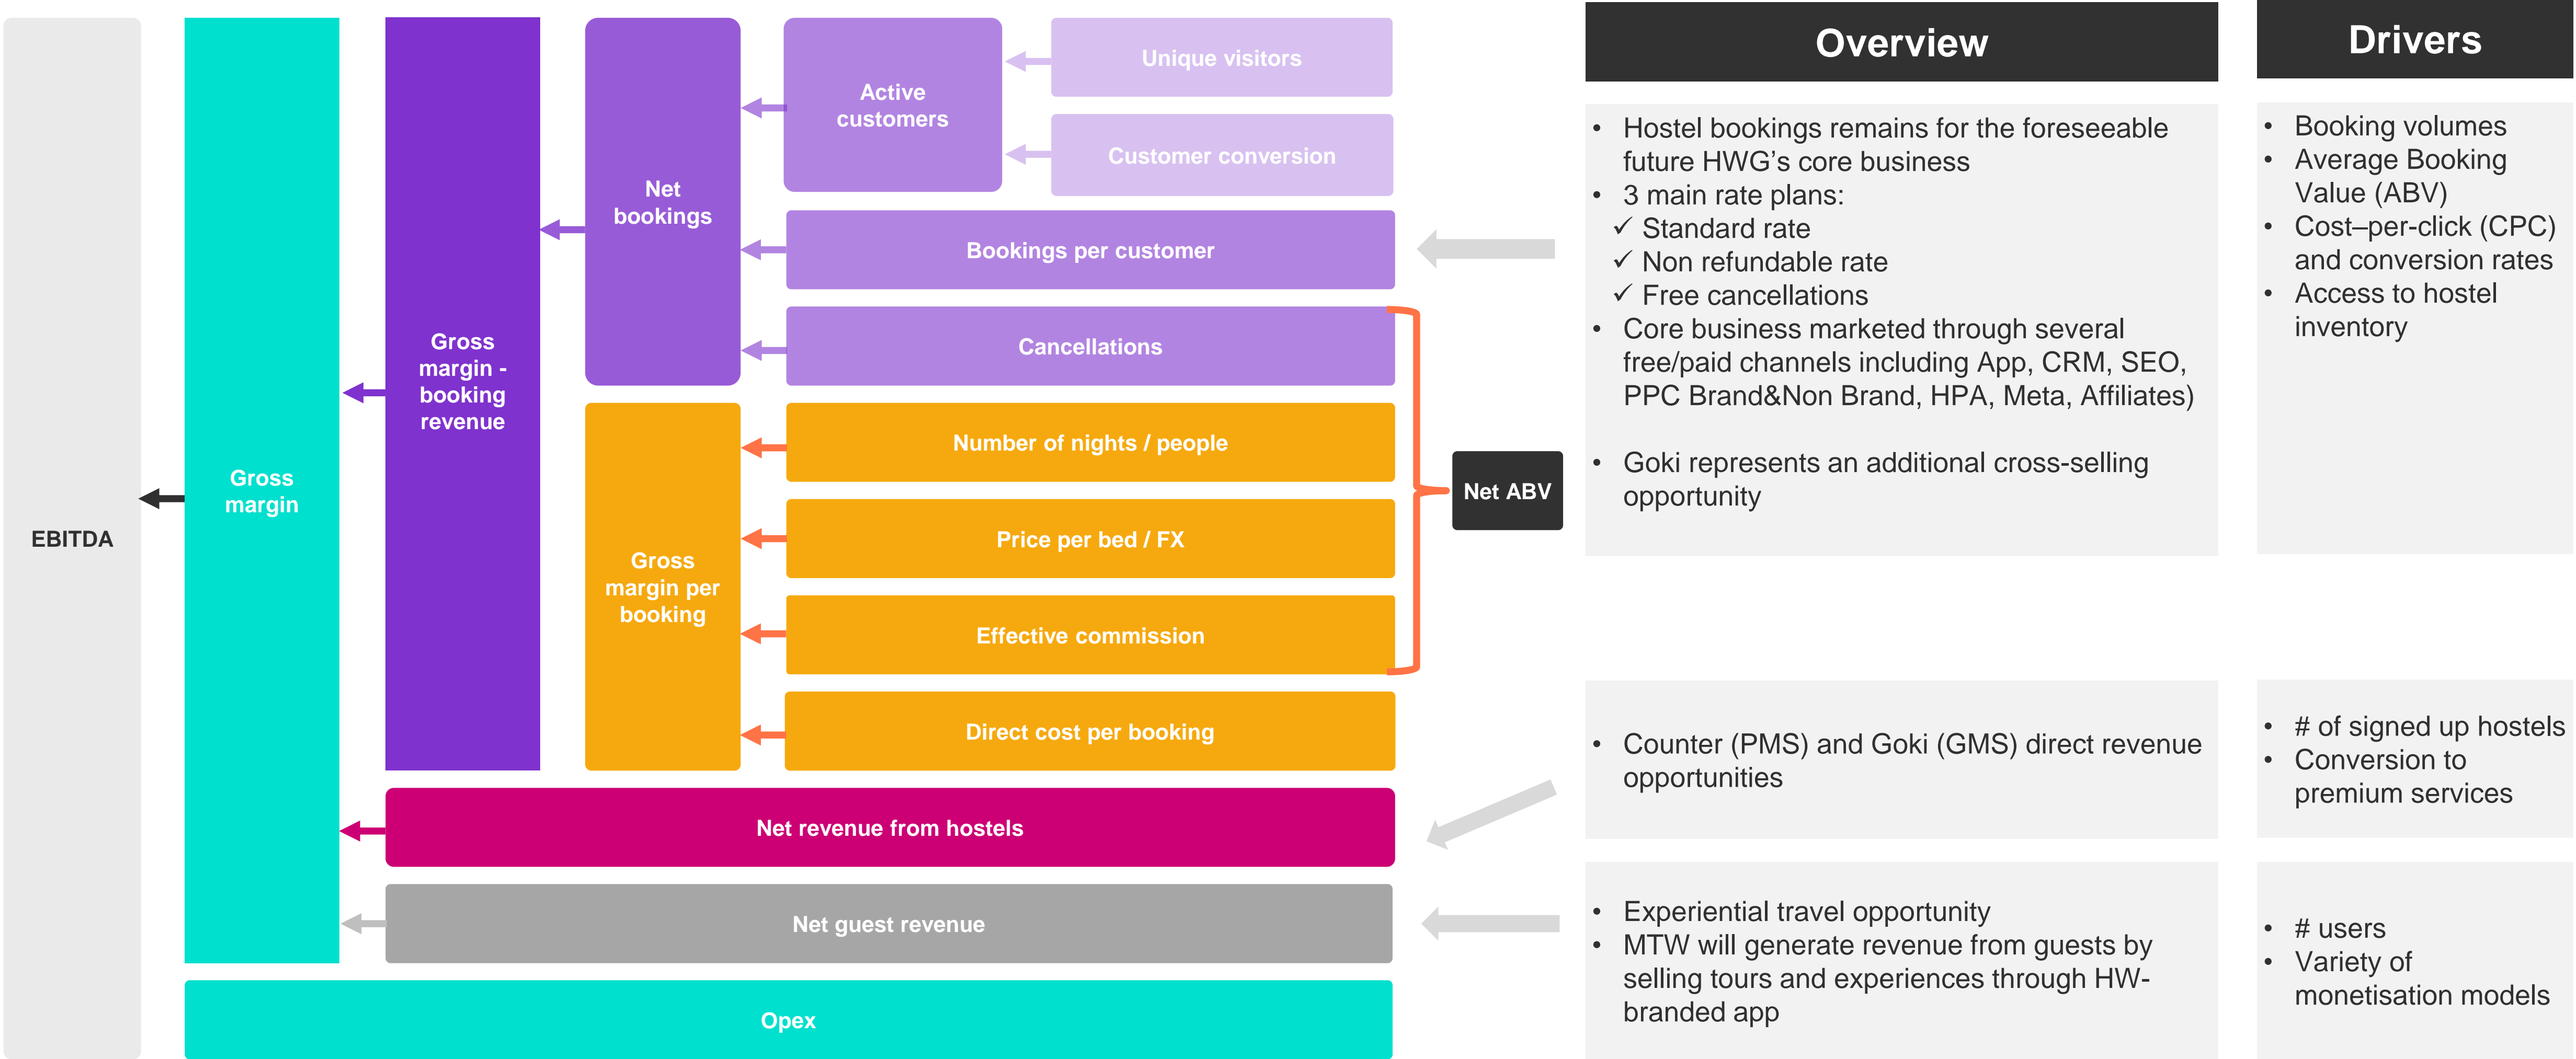 EBITDA
Gross
margin
Gross
margin -
booking
revenue
Net
bookings
Active
customers
Unique visitors
Customer conversion
Bookings per customer
Cancellations
Gross
margin per
booking
Number of nights / people
Price per bed / FX
Effective commission
Direct cost per booking
Net ABV
Net revenue from hostels
Net guest revenue
Opex
Overview
• Hostel bookings remains for the foreseeable
future HWG’s core business
• 3 main rate plans:
✓ Standard rate
✓ Non refundable rate
✓ Free cancellations
• Core business marketed through several
free/paid channels including App, CRM, SEO,
PPC Brand&Non Brand, HPA, Meta, Affiliates)
• Goki represents an additional cross-selling
opportunity
• Counter (PMS) and Goki (GMS) direct revenue
opportunities
• Experiential travel opportunity
• MTW will generate revenue from guests by
selling tours and experiences through HW-
branded app
Drivers
• Booking volumes
• Average Booking
Value (ABV)
• Cost–per-click (CPC)
and conversion rates
• Access to hostel
inventory
• # of signed up hostels
• Conversion to
premium services
• # users
• Variety of
monetisation models